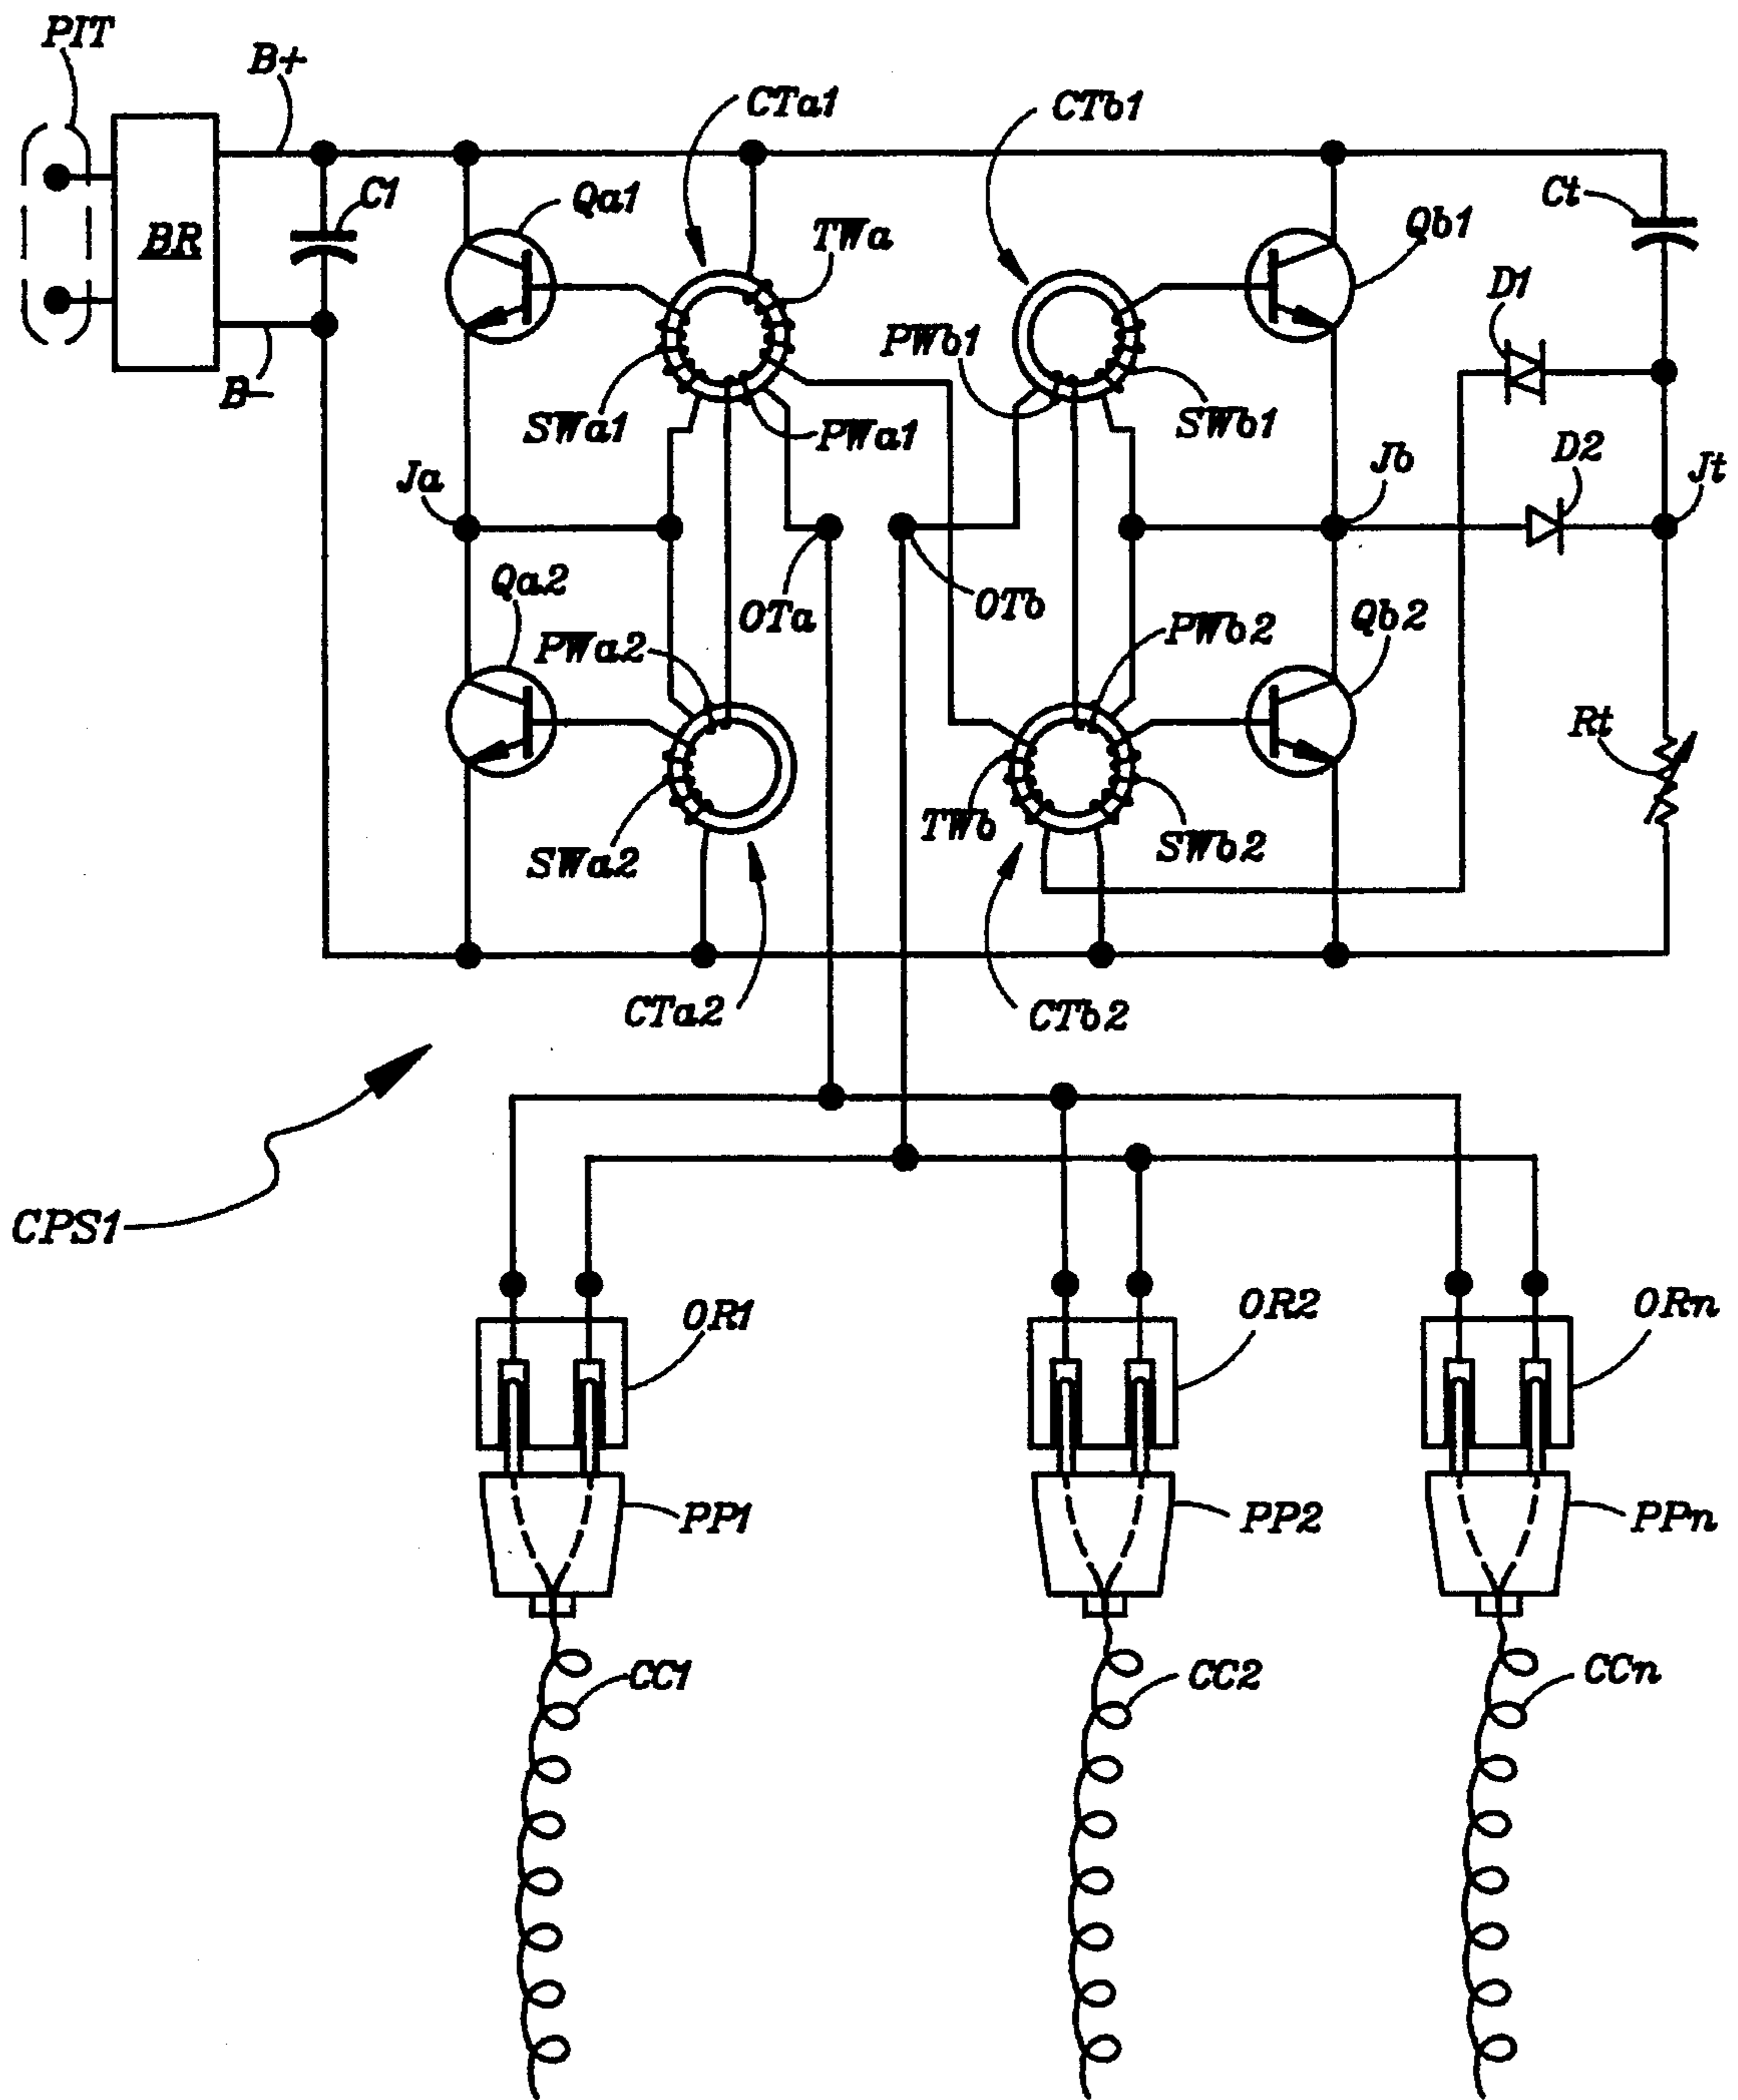 PIT
B+
CTa1
CTb1
C1
Qa1
TWa
Ct
Qb1
BR
D1
PWb1
B-
SWa1
PWa1
SWb1
Ja
D2
Jb
Jt
Qa2
OTa
OTb
Qb2
PWa2
PWb2
Rt
TWb
SWa2
SWb2
CTa2
CTb2
CPS1
OR1
OR2
ORn
PP1
PP2
PPn
CC1
CC2
CCn